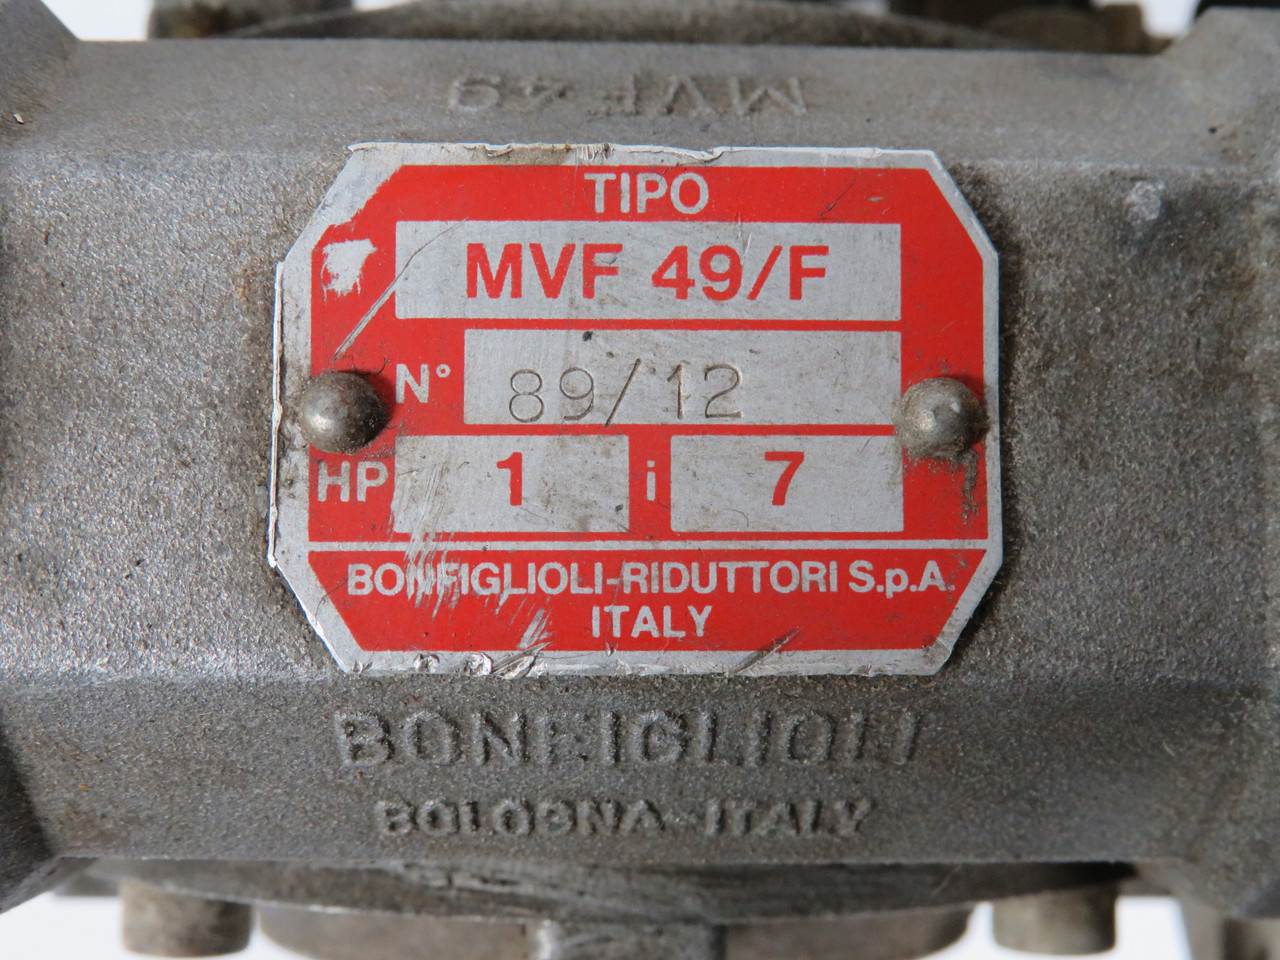 MVF 49
TIPO
MVF 49/F
N° 89/12
HP 1 i 7
BONFIGLIOLI-RIDUTTORI S.p.A.
ITALY
BONFIGLIOLI
BOLOGNA-ITALY